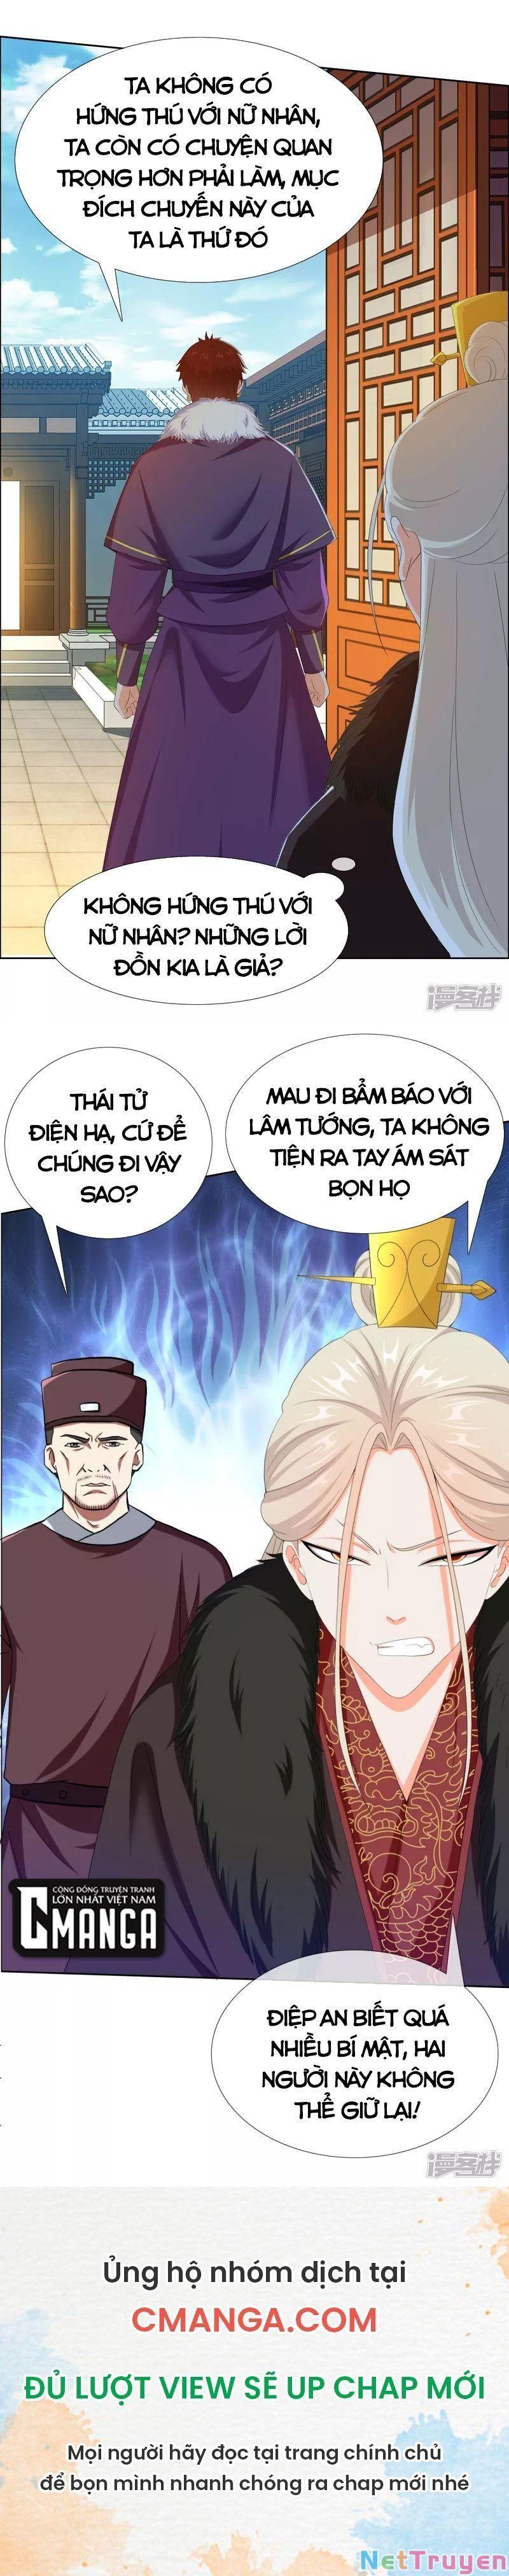 TA KHÔNG CÓ
HỨNG THÚ VỚI NỮ NHÂN,
TA CÒN CÓ CHUYỆN QUAN
TRỌNG HƠN PHẢI LÀM, MỤC
ĐÍCH CHUYẾN NÀY CỦA
TA LÀ THỨ ĐÓ
KHÔNG HỨNG THÚ VỚI
NỮ NHÂN? NHỮNG LỜI
ĐỒN KIA LÀ GIẢ?
漫客栈
THÁI TỬ
ĐIỆN HẠ, CỨ ĐỂ
CHÚNG ĐI VẬY
SAO?
MAU ĐI BẨM BÁO VỚI
LÂM TƯỚNG, TA KHÔNG
TIỆN RA TAY ÁM SÁT
BỌN HỌ
CỘNG ĐỒNG TRUYỆN TRANH
LỚN NHẤT VIỆT NAM
CMANGA
ĐIỆP AN BIẾT QUÁ
NHIỀU BÍ MẬT, HAI
NGƯỜI NÀY KHÔNG
THỂ GIỮ LẠI!
漫客栈
Ủng hộ nhóm dịch tại
CMANGA.COM
ĐỦ LƯỢT VIEW SẼ UP CHAP MỚI
Mọi người hãy đọc tại trang chính chủ
để bọn mình nhanh chóng ra chap mới nhé
NetTruyen